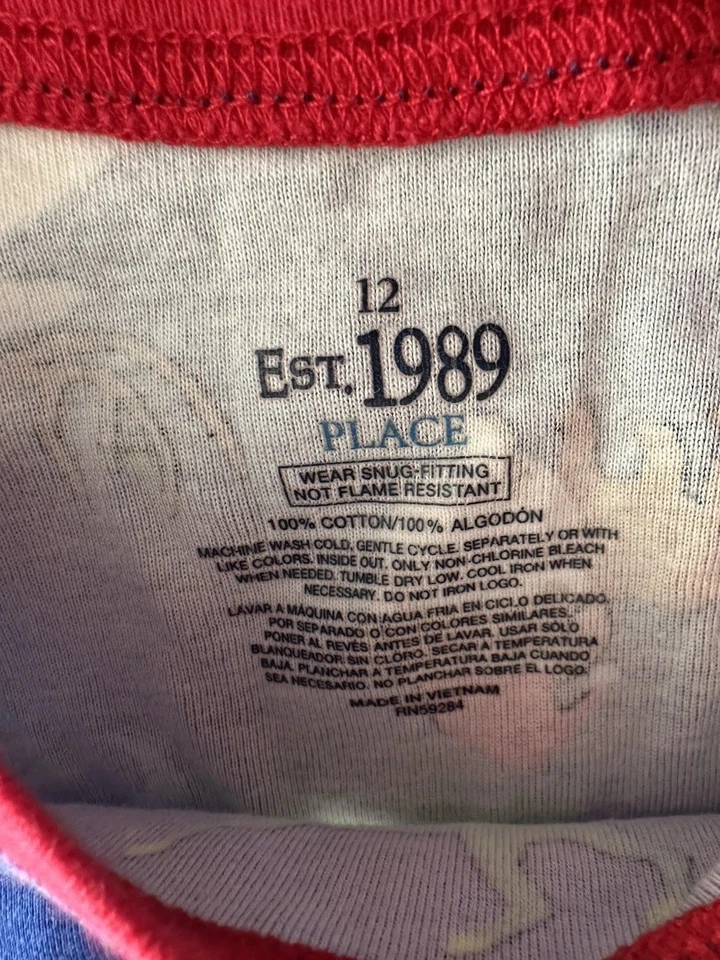 12
EST. 1989
PLACE
WEAR SNUG-FITTING
NOT FLAME RESISTANT
100% COTTON/100% ALGODÓN
MACHINE WASH COLD, GENTLE CYCLE. SEPARATELY OR WITH
LIKE COLORS. INSIDE OUT. ONLY NON-CHLORINE BLEACH
WHEN NEEDED. TUMBLE DRY LOW. COOL IRON WHEN
NECESSARY. DO NOT IRON LOGO.
LAVAR A MÁQUINA CON AGUA FRIA EN CICLO DELICADO.
POR SEPARADO O CON COLORES SIMILARES.
PONER AL REVÉS ANTES DE LAVAR. USAR SÓLO
BLANQUEADOR SIN CLORO. SECAR A TEMPERATURA
BAJA. PLANCHAR A TEMPERATURA BAJA CUANDO
SEA NECESARIO. NO PLANCHAR SOBRE EL LOGO.
MADE IN VIETNAM
RN59284